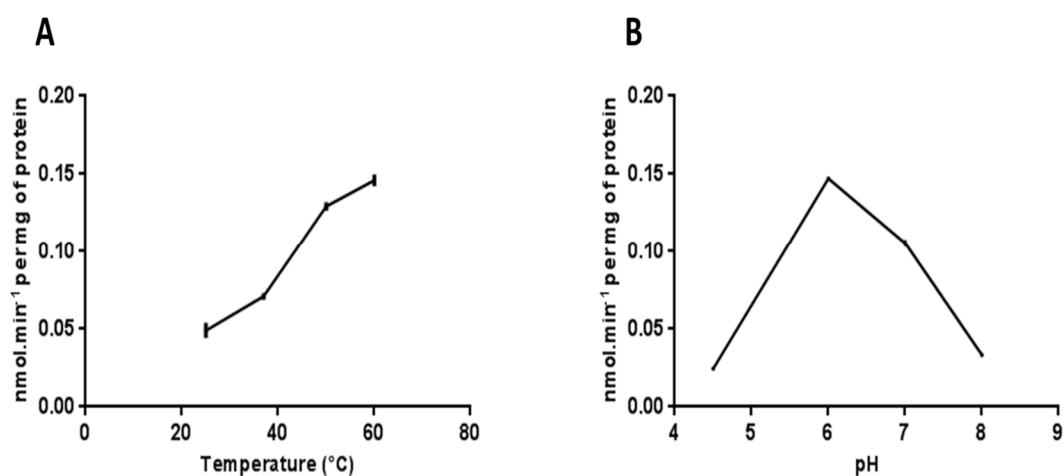 A
nmol.min⁻¹ permg of protein
0.20
0.15
0.10
0.05
0.00
0 20 40 60 80
Temperature (°C)
B
nmol.min⁻¹ permg of protein
0.20
0.15
0.10
0.05
0.00
4 5 6 7 8 9
pH